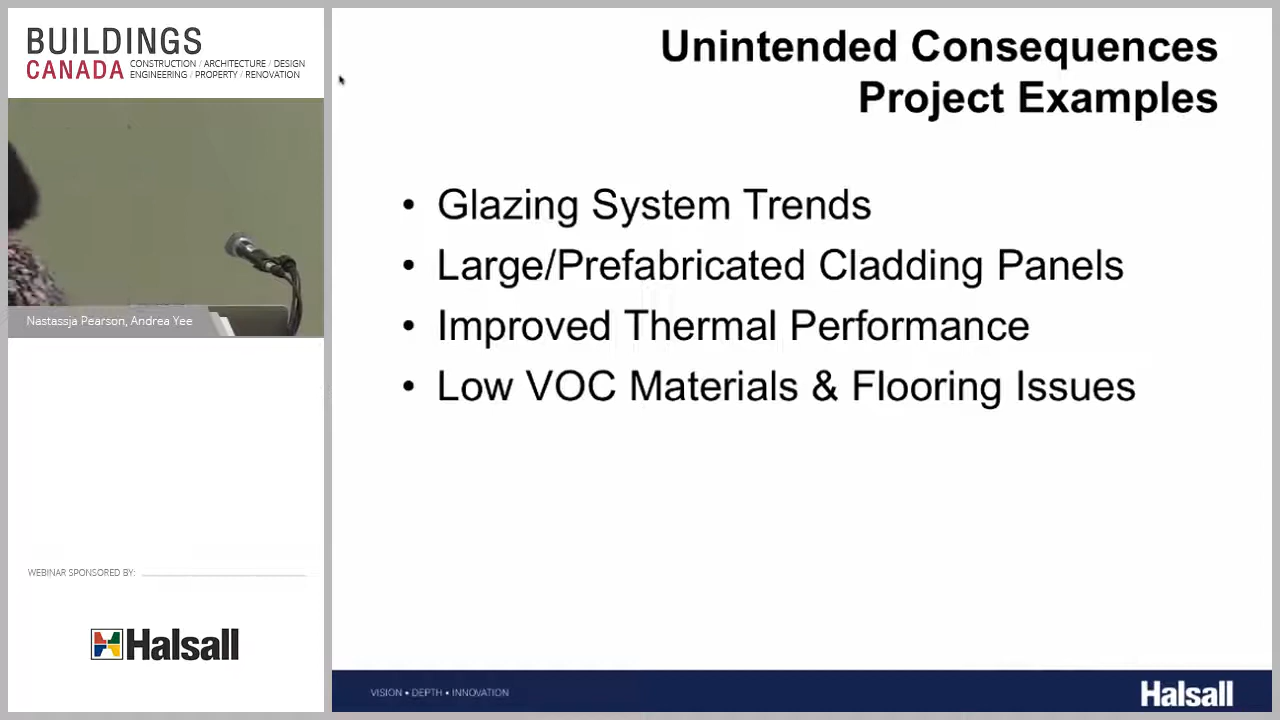 BUILDINGS
CANADA CONSTRUCTION / ARCHITECTURE / DESIGN
ENGINEERING / PROPERTY / RENOVATION
Nastassja Pearson, Andrea Yee
WEBINAR SPONSORED BY:
Halsall
Unintended Consequences
Project Examples
• Glazing System Trends
• Large/Prefabricated Cladding Panels
• Improved Thermal Performance
• Low VOC Materials & Flooring Issues
VISION • DEPTH • INNOVATION
Halsall